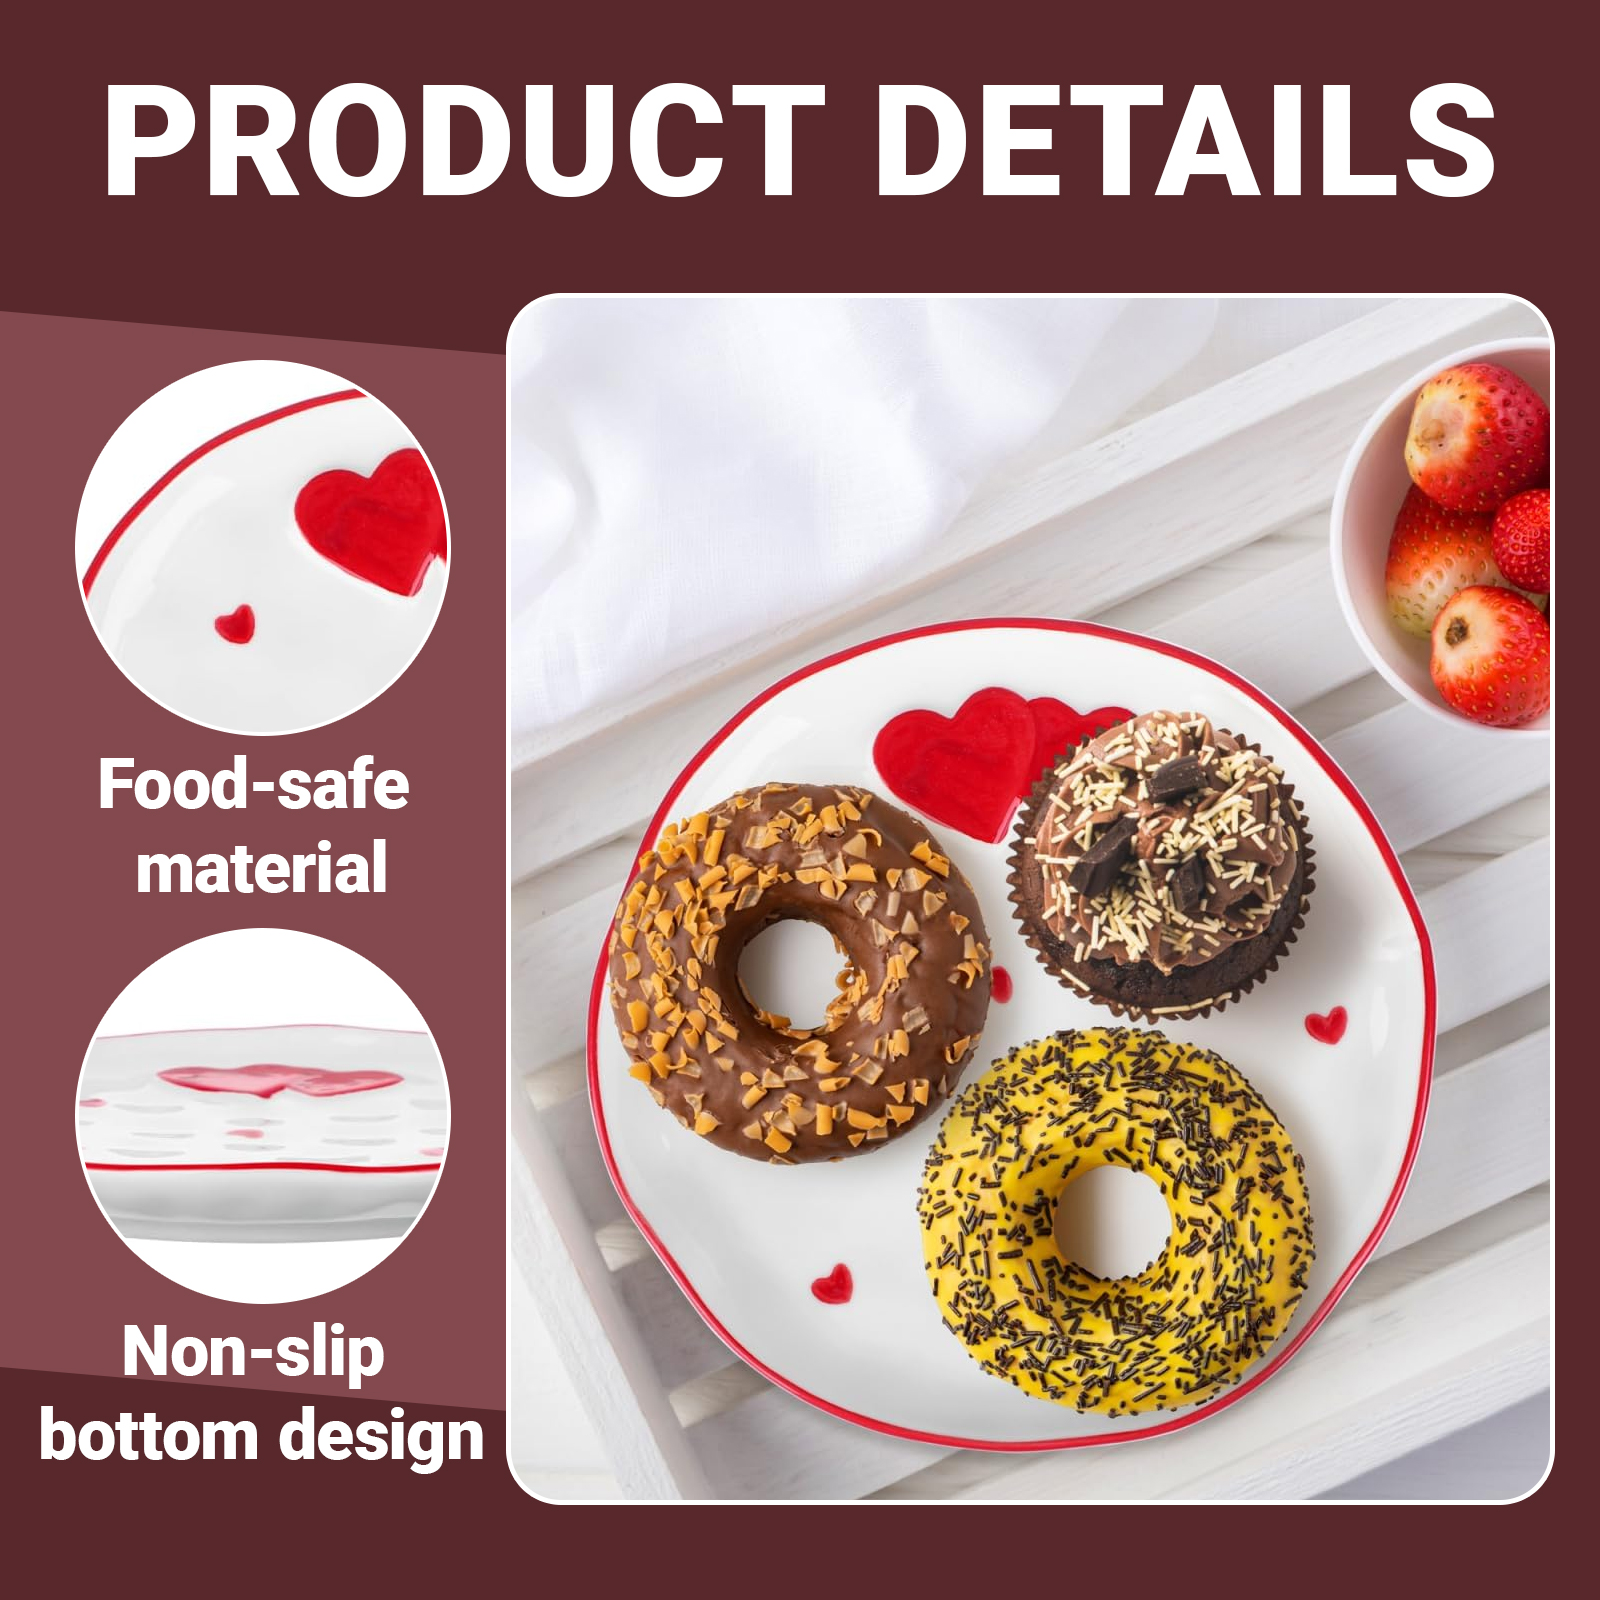 PRODUCT DETAILS
Food-safe
material
Non-slip
bottom design